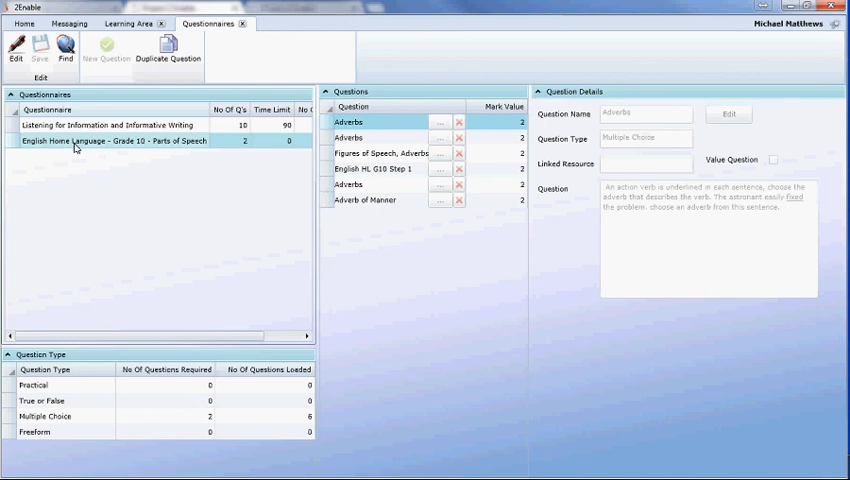 2Enable
Home Messaging Learning Area Questionnaires Michael Matthews
Edit Save Find New Question Duplicate Question
Edit
Questionnaires
Questionnaire No Of Q's Time Limit No C
Listening for Information and Informative Writing 10 90
English Home Language - Grade 10 - Parts of Speech 2 0
Question Type
Question Type No Of Questions Required No Of Questions Loaded
Practical 0 0
True or False 0 0
Multiple Choice 2 6
Freeform 0 0
Questions
Question Mark Value
Adverbs ... 2
Adverbs ... 2
Figures of Speech, Adverbs ... 2
English HL G10 Step 1 ... 2
Adverbs ... 2
Adverb of Manner ... 2
Question Details
Question Name Adverbs Edit
Question Type Multiple Choice
Linked Resource Value Question
Question An action verb is underlined in each sentence, choose the
adverb that describes the verb. The astronant easily fixed
the problem. choose an adverb from this sentence.